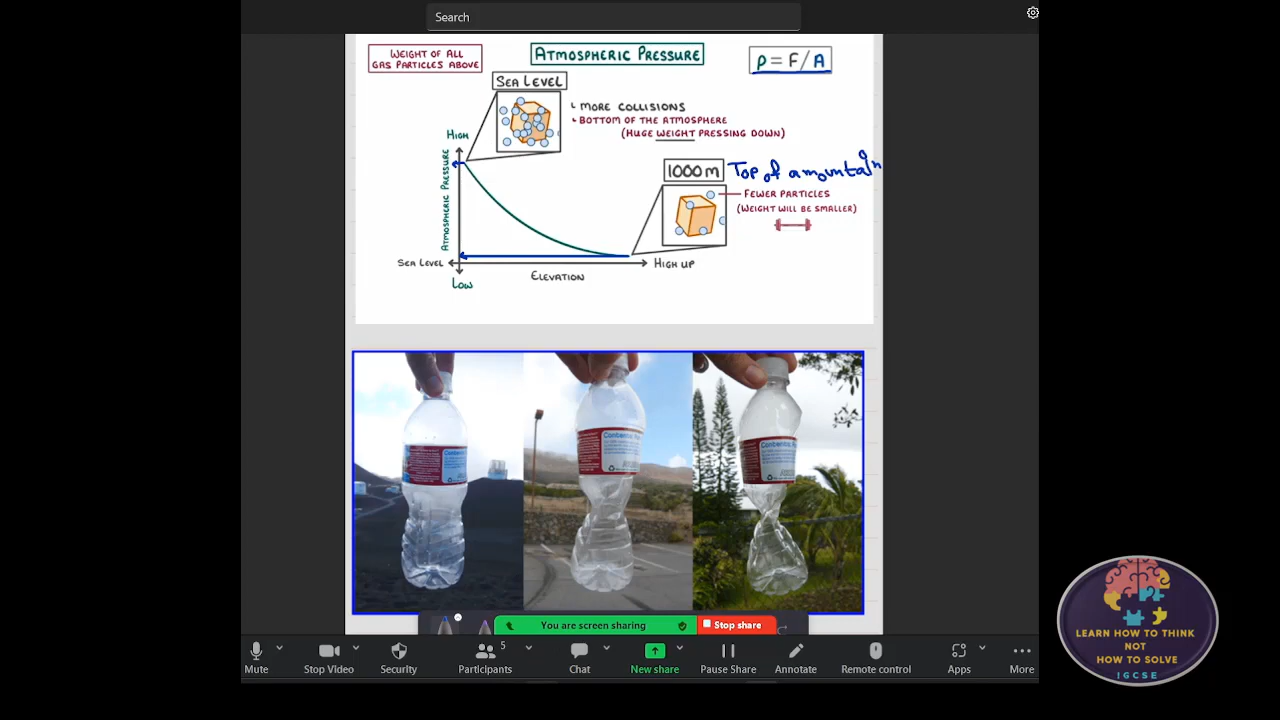 Search
WEIGHT OF ALL
GAS PARTICLES ABOVE
ATMOSPHERIC PRESSURE
P = F / A
SEA LEVEL
MORE COLLISIONS
BOTTOM OF THE ATMOSPHERE
(HUGE WEIGHT PRESSING DOWN)
HIGH
1000m Top of a mountain
FEWER PARTICLES
(WEIGHT WILL BE SMALLER)
ATMOSPHERIC PRESSURE
SEA LEVEL
HIGH UP
ELEVATION
LOW
You are screen sharing
Stop share
5
Mute
Stop Video
Security
Participants
Chat
New share
Pause Share
Annotate
Remote control
Apps
More
LEARN HOW TO THINK
NOT
HOW TO SOLVE
IGCSE